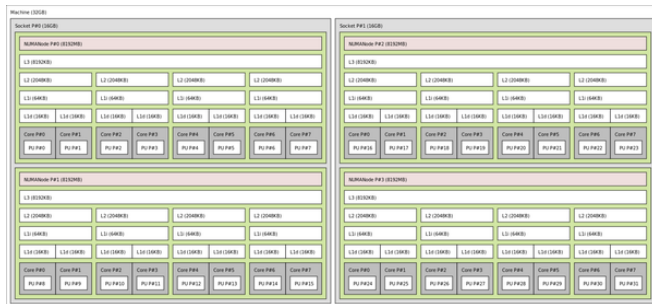 Machine (32GB)
Socket P#0 (16GB)
NUMANode P#0 (8192MB)
L3 (8192KB)
L2 (2048KB) L2 (2048KB) L2 (2048KB) L2 (2048KB)
L1i (64KB) L1i (64KB) L1i (64KB) L1i (64KB)
L1d (16KB) L1d (16KB) L1d (16KB) L1d (16KB) L1d (16KB) L1d (16KB) L1d (16KB) L1d (16KB)
Core P#0 Core P#1 Core P#2 Core P#3 Core P#4 Core P#5 Core P#6 Core P#7
PU P#0 PU P#1 PU P#2 PU P#3 PU P#4 PU P#5 PU P#6 PU P#7
NUMANode P#1 (8192MB)
L3 (8192KB)
L2 (2048KB) L2 (2048KB) L2 (2048KB) L2 (2048KB)
L1i (64KB) L1i (64KB) L1i (64KB) L1i (64KB)
L1d (16KB) L1d (16KB) L1d (16KB) L1d (16KB) L1d (16KB) L1d (16KB) L1d (16KB) L1d (16KB)
Core P#0 Core P#1 Core P#2 Core P#3 Core P#4 Core P#5 Core P#6 Core P#7
PU P#8 PU P#9 PU P#10 PU P#11 PU P#12 PU P#13 PU P#14 PU P#15
Socket P#1 (16GB)
NUMANode P#2 (8192MB)
L3 (8192KB)
L2 (2048KB) L2 (2048KB) L2 (2048KB) L2 (2048KB)
L1i (64KB) L1i (64KB) L1i (64KB) L1i (64KB)
L1d (16KB) L1d (16KB) L1d (16KB) L1d (16KB) L1d (16KB) L1d (16KB) L1d (16KB) L1d (16KB)
Core P#0 Core P#1 Core P#2 Core P#3 Core P#4 Core P#5 Core P#6 Core P#7
PU P#16 PU P#17 PU P#18 PU P#19 PU P#20 PU P#21 PU P#22 PU P#23
NUMANode P#3 (8192MB)
L3 (8192KB)
L2 (2048KB) L2 (2048KB) L2 (2048KB) L2 (2048KB)
L1i (64KB) L1i (64KB) L1i (64KB) L1i (64KB)
L1d (16KB) L1d (16KB) L1d (16KB) L1d (16KB) L1d (16KB) L1d (16KB) L1d (16KB) L1d (16KB)
Core P#0 Core P#1 Core P#2 Core P#3 Core P#4 Core P#5 Core P#6 Core P#7
PU P#24 PU P#25 PU P#26 PU P#27 PU P#28 PU P#29 PU P#30 PU P#31